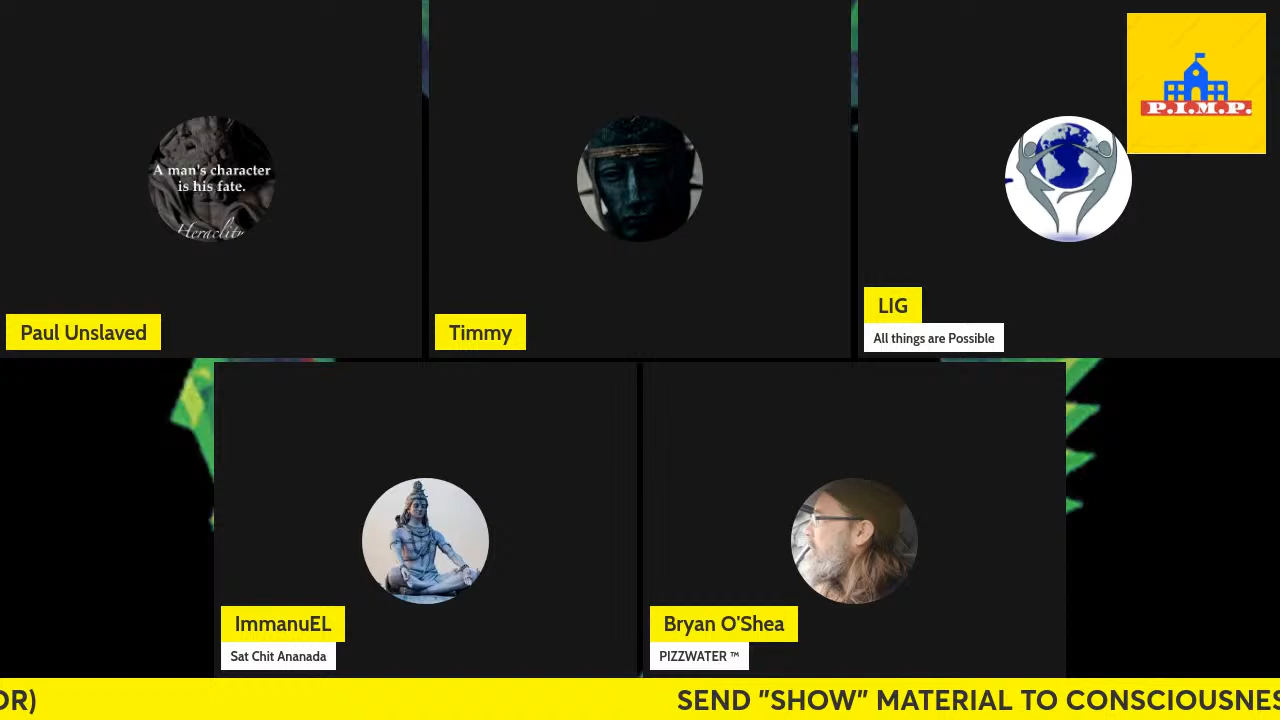 A man's character
is his fate.
Paul Unslaved
Timmy
P.I.M.P.
LIG
All things are Possible
ImmanuEL
Sat Chit Ananada
Bryan O'Shea
PIZZWATER ™
OR)
SEND "SHOW" MATERIAL TO